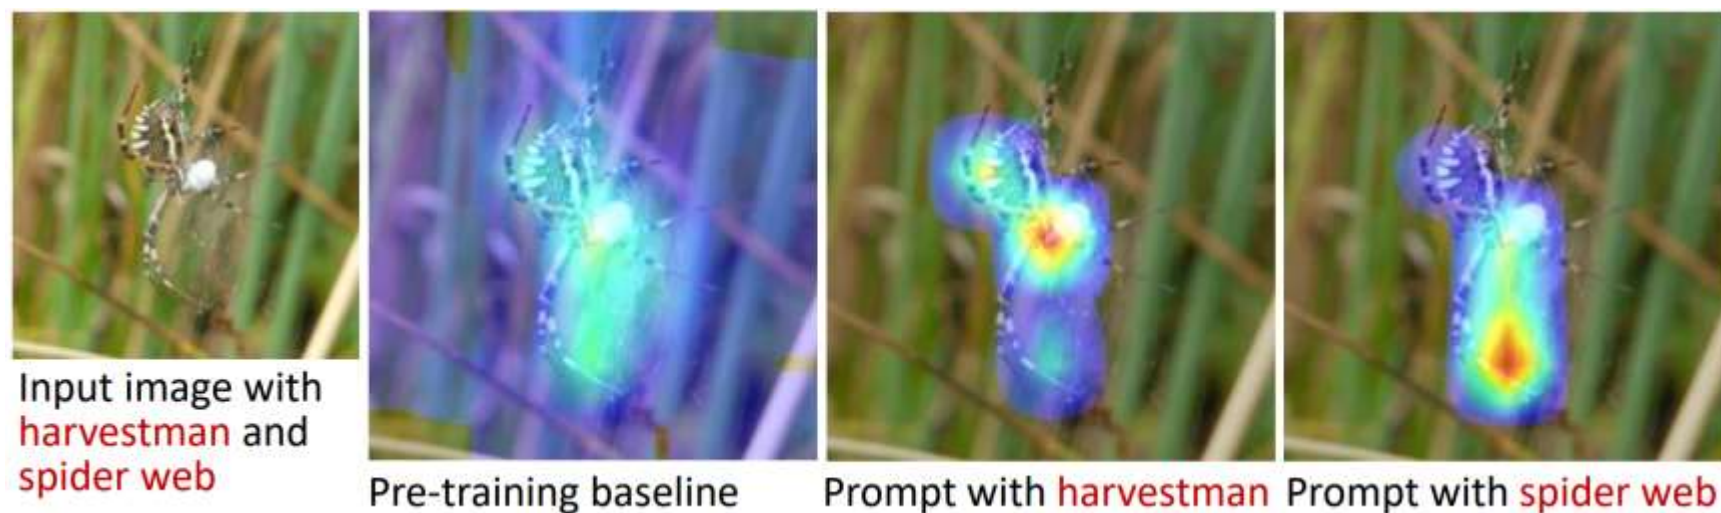 Input image with
harvestman and
spider web
Pre-training baseline
Prompt with harvestman
Prompt with spider web